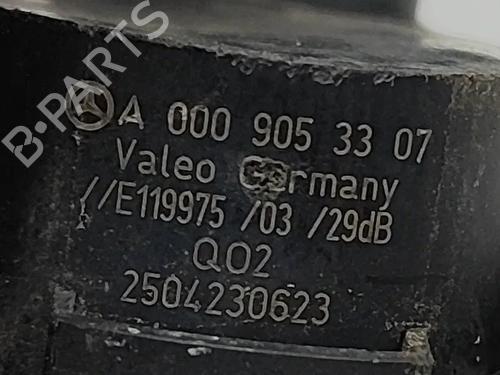 B-PARTS
A 000 905 33 07
Valeo Germany
//E119975 /03 /29dB
Q02
2504230623